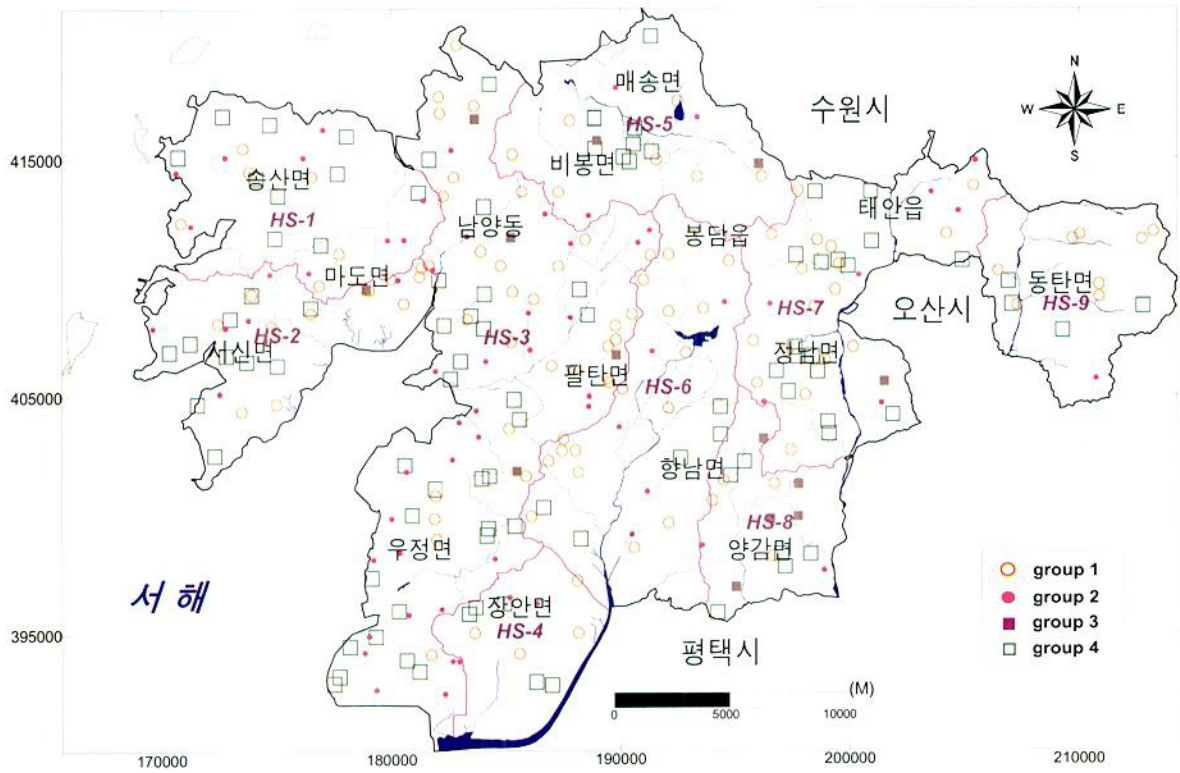 N
W
E
S
수원시
매송면
HS-5
비봉면
415000
송산면
HS-1
남양동
봉담읍
태안읍
마도면
동탄면
HS-9
HS-7
오산시
HS-2
서신면
HS-3
정남면
팔탄면
HS-6
405000
향남면
HS-8
양감면
우정면
서해
장안면
HS-4
395000
평택시
group 1
group 2
group 3
group 4
(M)
0
5000
10000
170000
180000
190000
200000
210000